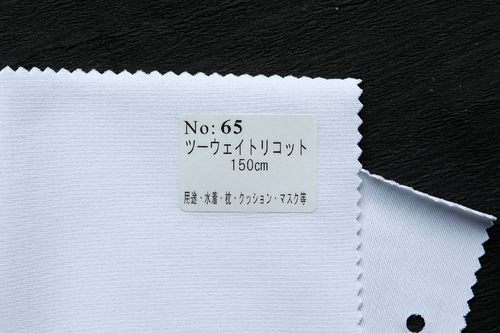 No: 65
ツーウェイトリコット
150cm
用途・水着・枕・クッション・マスク等